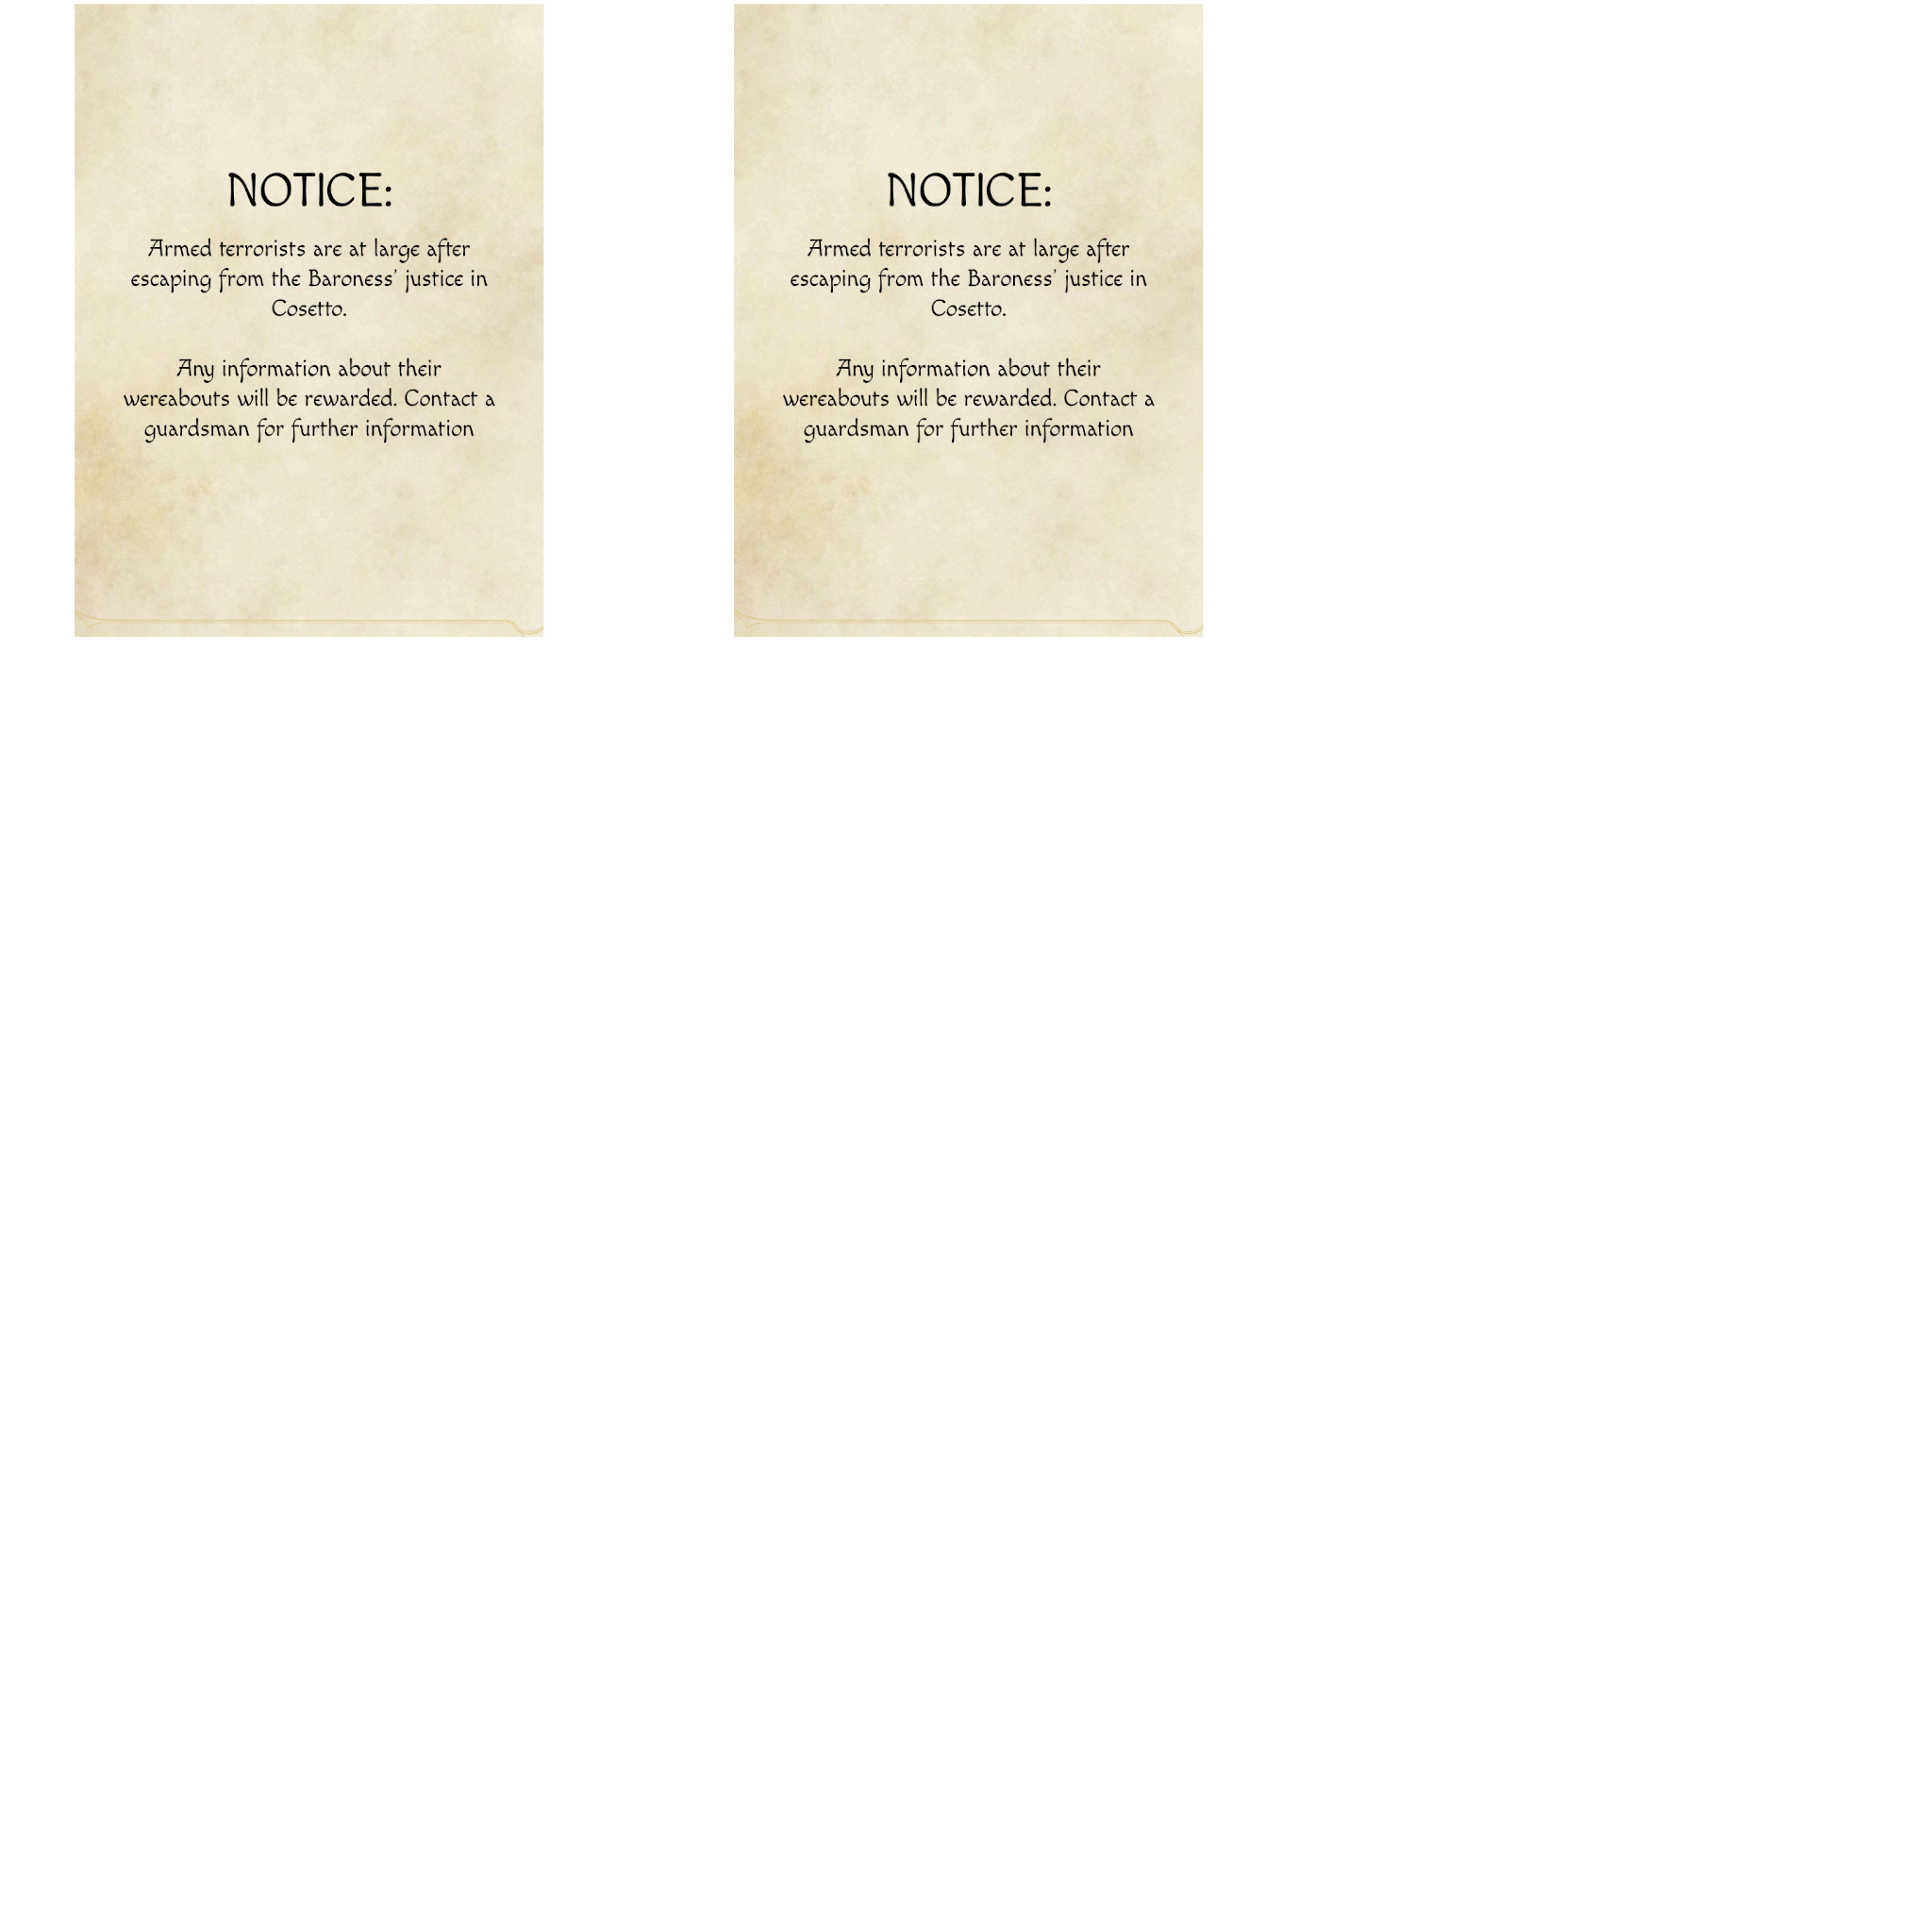 NOTICE:
Armed terrorists are at large after
escaping from the Baroness’ justice in
Cosetto.
Any information about their
wereabouts will be rewarded. Contact a
guardsman for further information
NOTICE:
Armed terrorists are at large after
escaping from the Baroness’ justice in
Cosetto.
Any information about their
wereabouts will be rewarded. Contact a
guardsman for further information